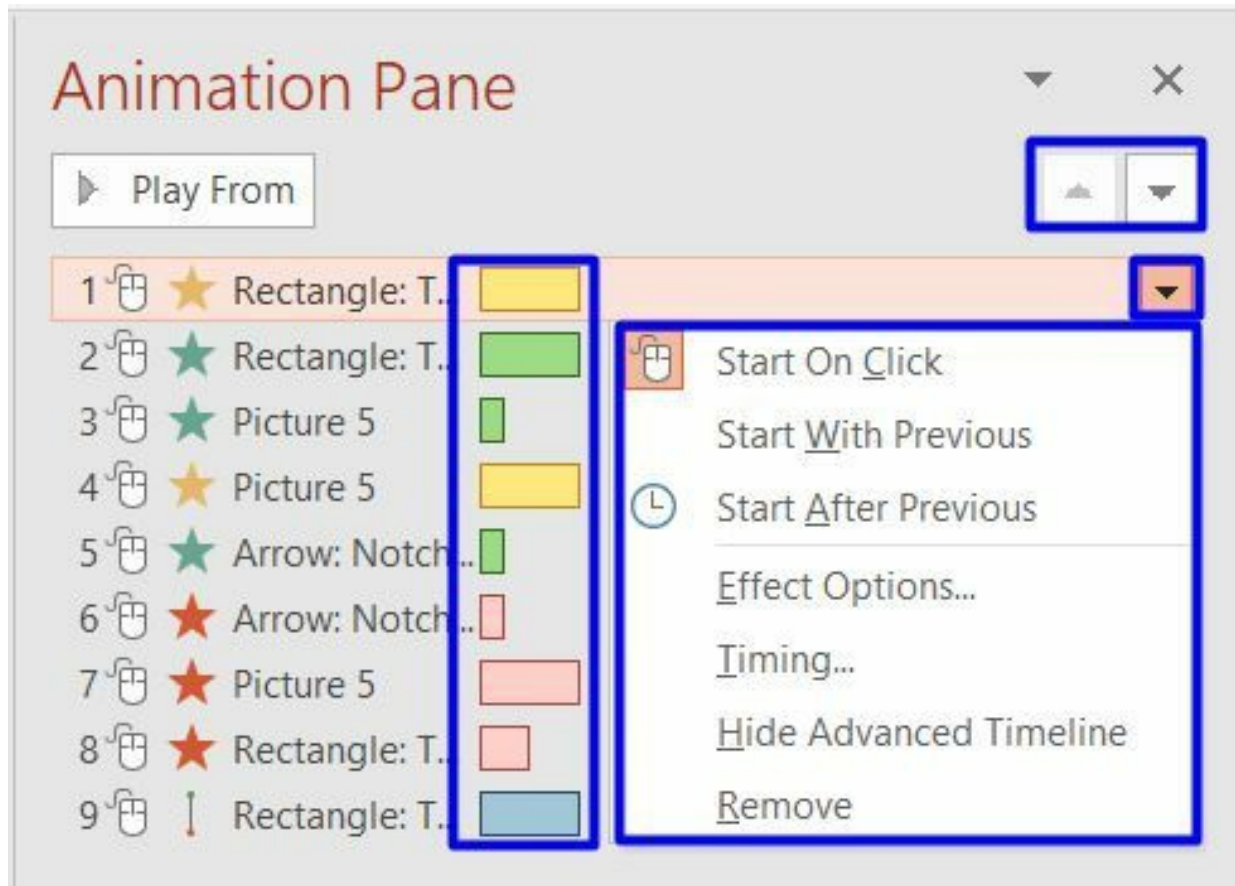 Animation Pane
Play From
1 Rectangle: T...
2 Rectangle: T...
3 Picture 5
4 Picture 5
5 Arrow: Notch...
6 Arrow: Notch...
7 Picture 5
8 Rectangle: T...
9 Rectangle: T...
Start On Click
Start With Previous
Start After Previous
Effect Options...
Timing...
Hide Advanced Timeline
Remove